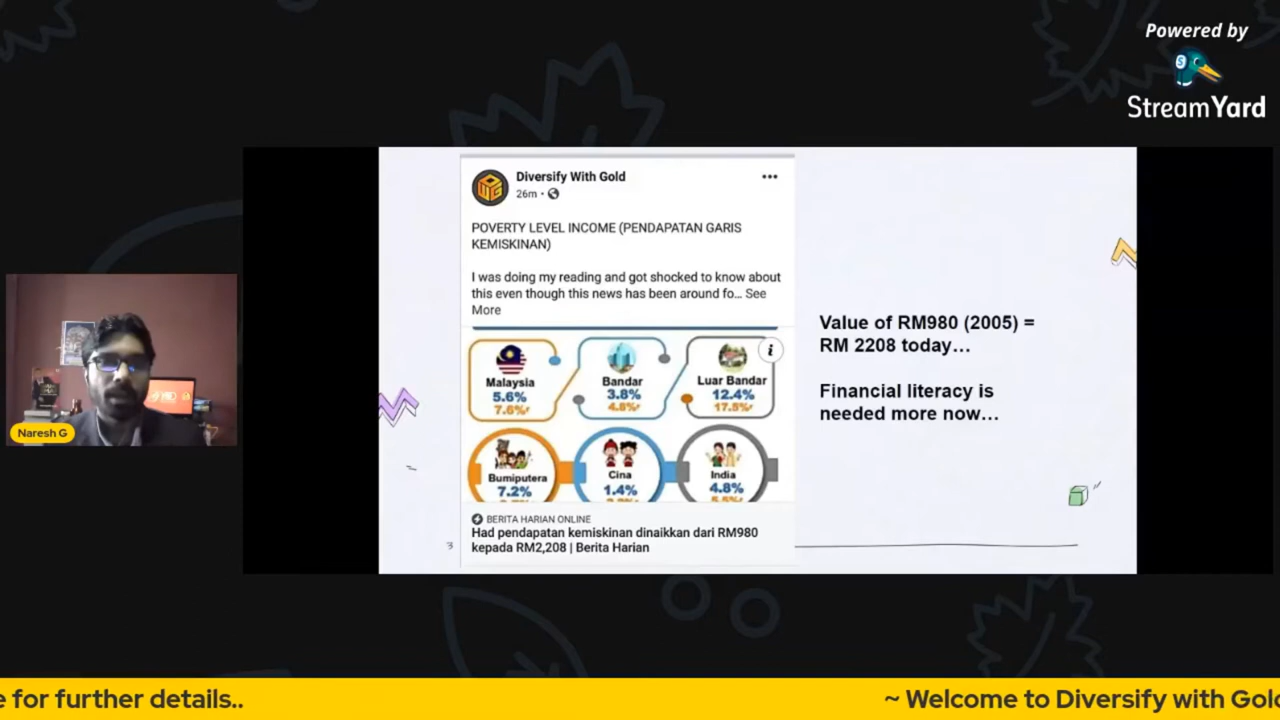 Powered by
StreamYard
Diversify With Gold
26m
POVERTY LEVEL INCOME (PENDAPATAN GARIS
KEMISKINAN)
I was doing my reading and got shocked to know about
this even though this news has been around fo... See
More
Malaysia
5.6%
7.6%
Bandar
3.8%
4.8%
Luar Bandar
12.4%
17.5%
Bumiputera
7.2%
Cina
1.4%
India
4.8%
BERITA HARIAN ONLINE
Had pendapatan kemiskinan dinaikkan dari RM980
kepada RM2,208 | Berita Harian
3
Value of RM980 (2005) =
RM 2208 today...
Financial literacy is
needed more now...
Naresh G
e for further details..
~ Welcome to Diversify with Gold